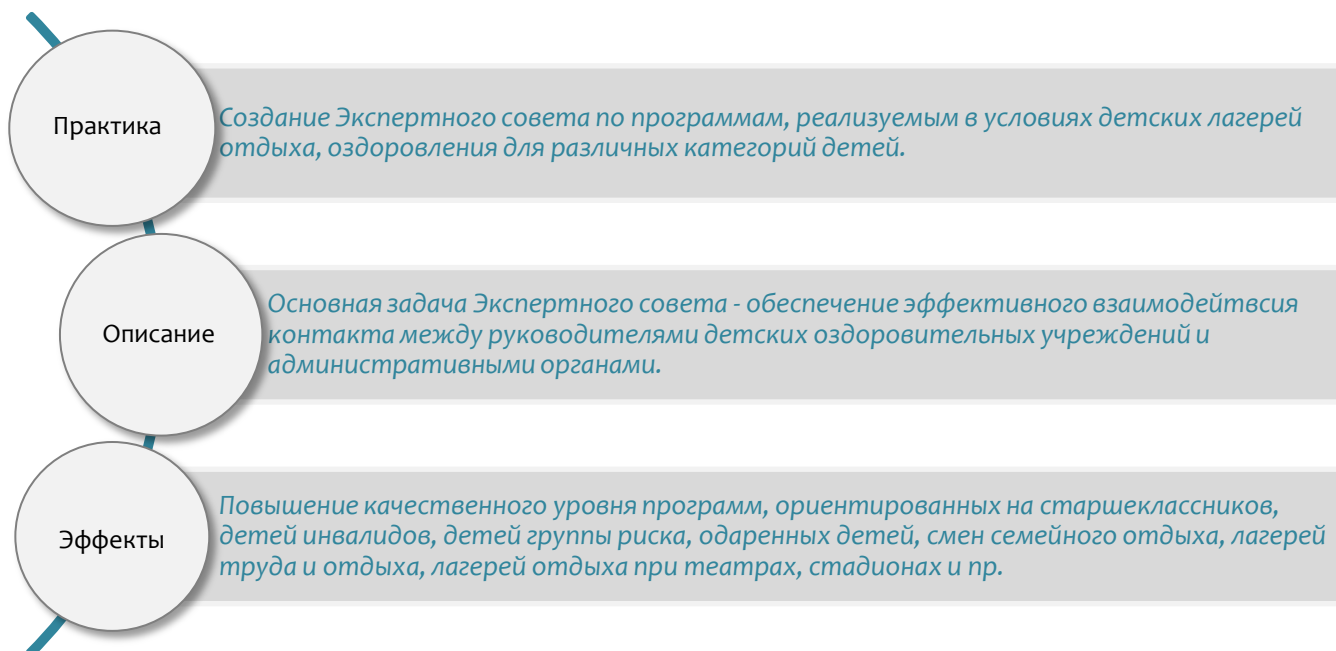 Практика
Создание Экспертного совета по программам, реализуемым в условиях детских лагерей
отдыха, оздоровления для различных категорий детей.
Описание
Основная задача Экспертного совета - обеспечение эффективного взаимодейтвсия
контакта между руководителями детских оздоровительных учреждений и
административными органами.
Эффекты
Повышение качественного уровня программ, ориентированных на старшеклассников,
детей инвалидов, детей группы риска, одаренных детей, смен семейного отдыха, лагерей
труда и отдыха, лагерей отдыха при театрах, стадионах и пр.